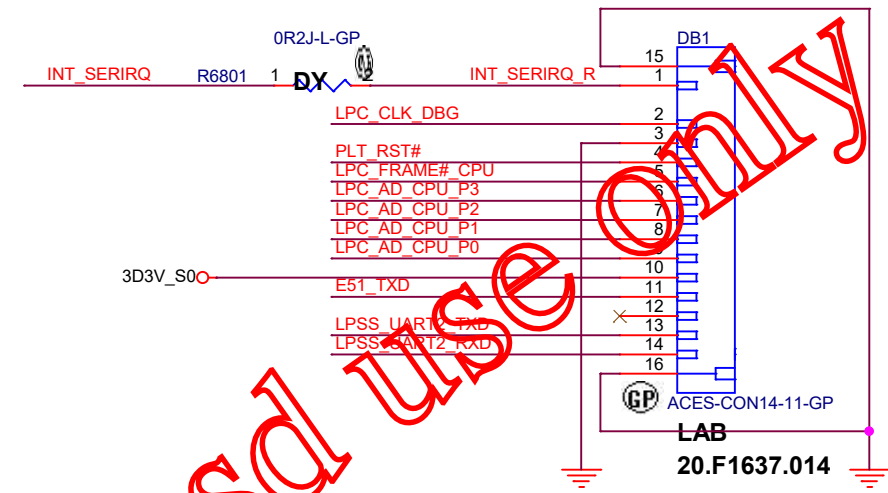 0R2J-L-GP
DB1
INT_SERIRQ R6801 1 DY 2 INT_SERIRQ_R
15
1
LPC_CLK_DBG 2
3
PLT_RST# 4
LPC_FRAME#_CPU 5
LPC_AD_CPU_P3 6
LPC_AD_CPU_P2 7
LPC_AD_CPU_P1 8
LPC_AD_CPU_P0 9
3D3V_S0 10
E51_TXD 11
12
LPSS_UART2_TXD 13
LPSS_UART2_RXD 14
16
GP ACES-CON14-11-GP
LAB
20.F1637.014
sd use only